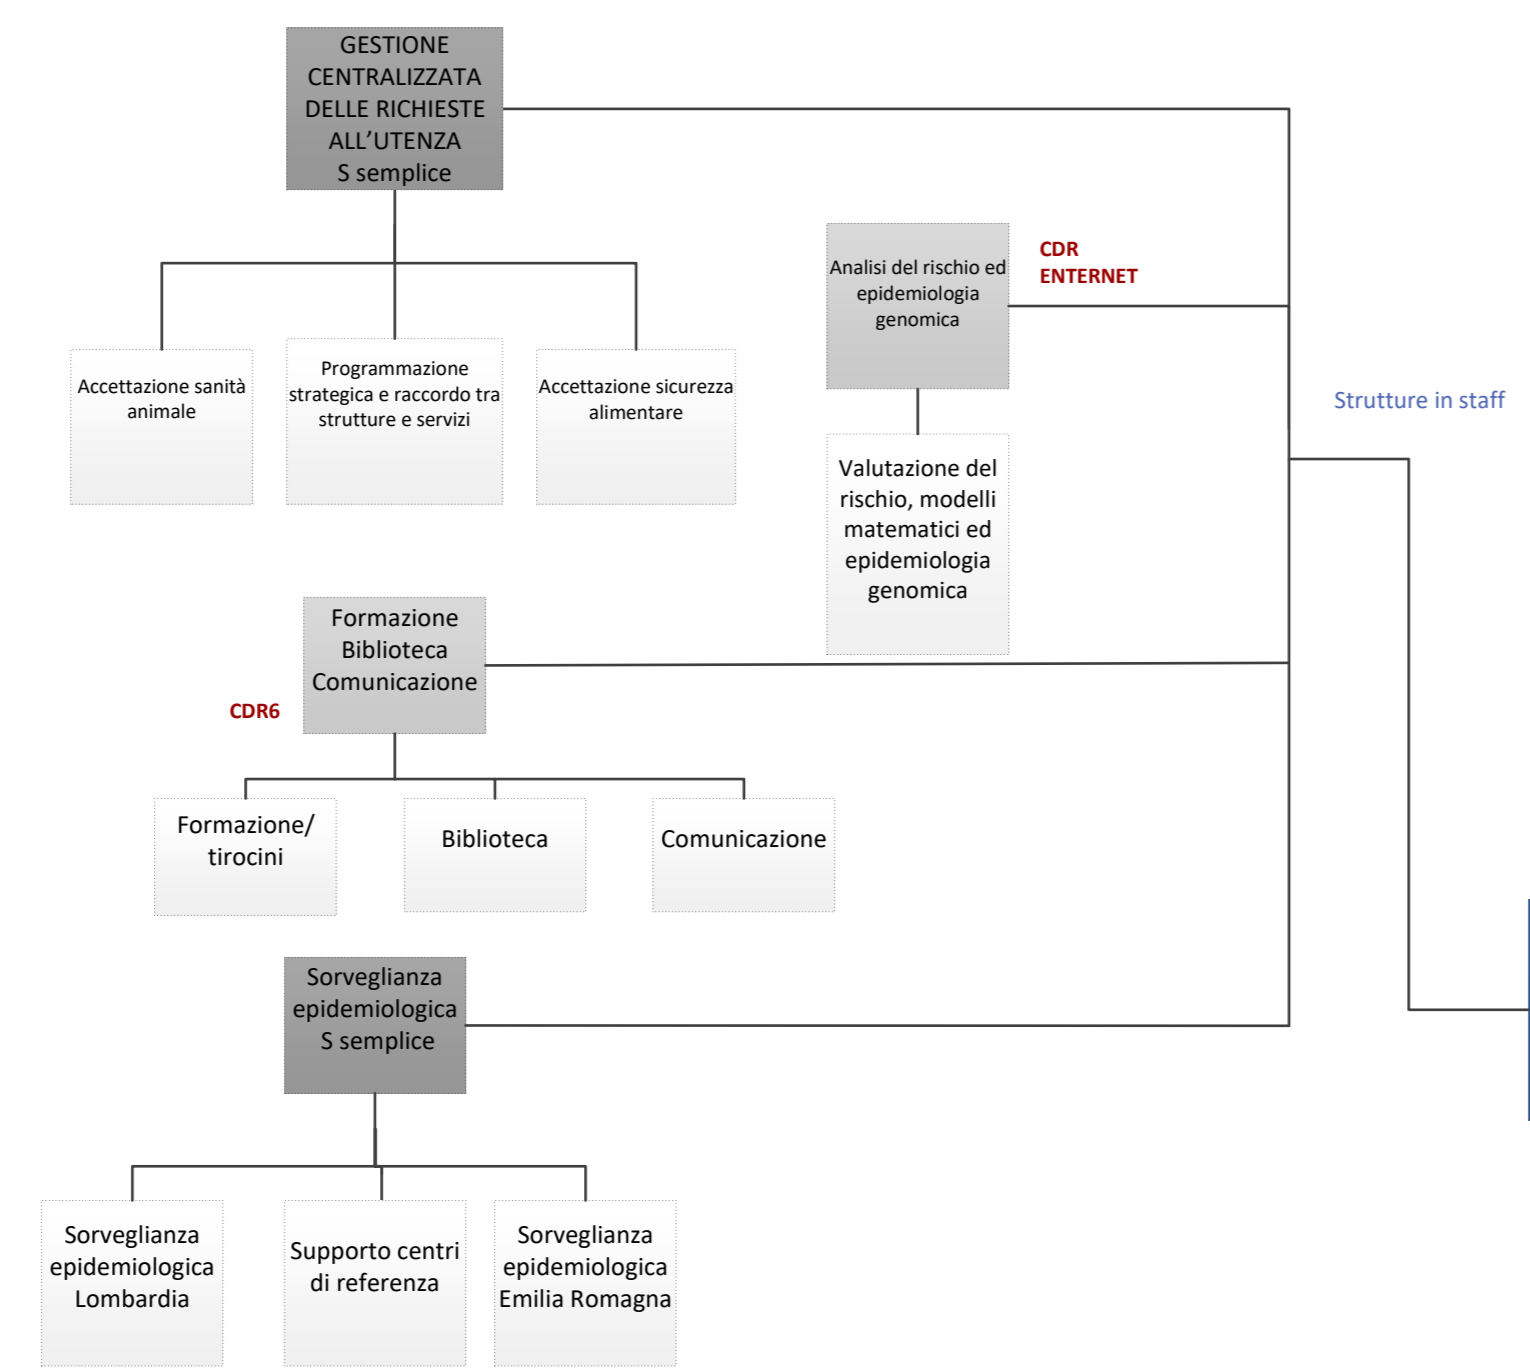 GESTIONE
CENTRALIZZATA
DELLE RICHIESTE
ALL’UTENZA
S semplice
Analisi del rischio ed
epidemiologia
genomica
CDR
ENTERNET
Accettazione sanità
animale
Programmazione
strategica e raccordo tra
strutture e servizi
Accettazione sicurezza
alimentare
Strutture in staff
Valutazione del
rischio, modelli
matematici ed
epidemiologia
genomica
Formazione
Biblioteca
Comunicazione
CDR6
Formazione/
tirocini
Biblioteca
Comunicazione
Sorveglianza
epidemiologica
S semplice
Sorveglianza
epidemiologica
Lombardia
Supporto centri
di referenza
Sorveglianza
epidemiologica
Emilia Romagna